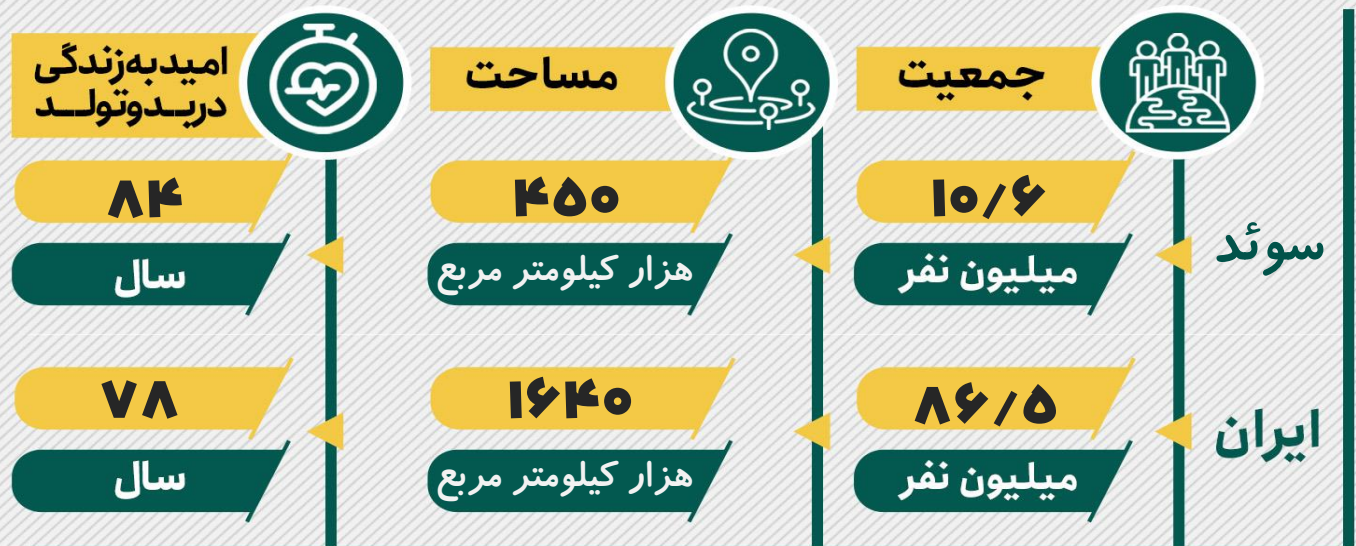 جمعیت
مساحت
امیدبه‌زندگی
دربــدوتولــد
سوئد
۱۰/۶
میلیون نفر
۴۵۰
هزار کیلومتر مربع
۸۴
سال
ایران
۸۶/۵
میلیون نفر
۱۶۴۰
هزار کیلومتر مربع
۷۸
سال